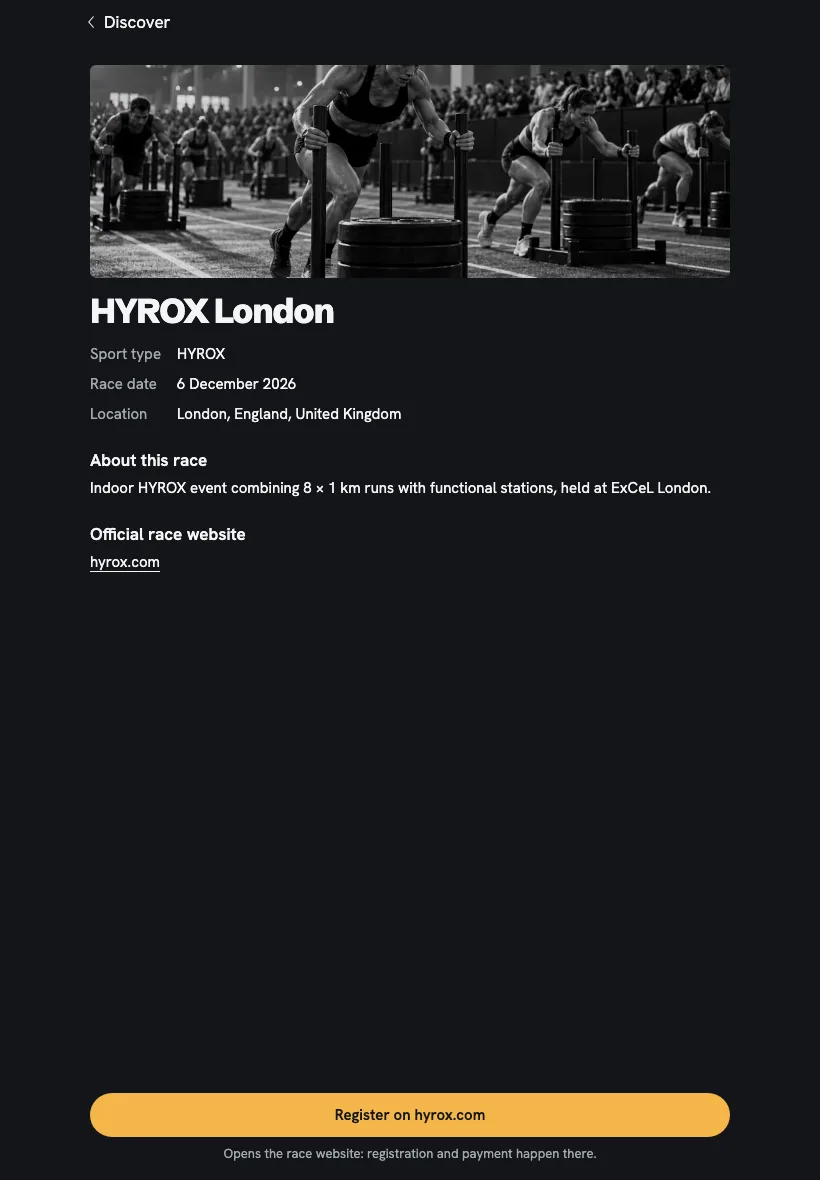 Discover
HYROX London
Sport type HYROX
Race date 6 December 2026
Location London, England, United Kingdom
About this race
Indoor HYROX event combining 8 × 1 km runs with functional stations, held at ExCeL London.
Official race website
hyrox.com
Register on hyrox.com
Opens the race website: registration and payment happen there.